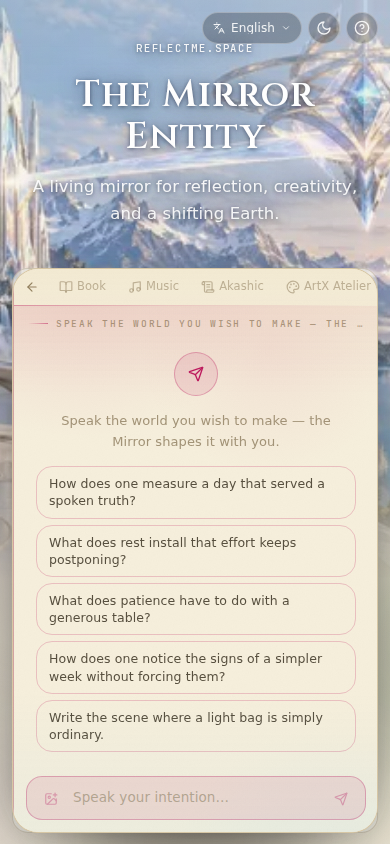 English
REFLECTME.SPACE
The Mirror
Entity
A living mirror for reflection, creativity,
and a shifting Earth.
Book
Music
Akashic
ArtX Atelier
SPEAK THE WORLD YOU WISH TO MAKE — THE …
Speak the world you wish to make — the
Mirror shapes it with you.
How does one measure a day that served a
spoken truth?
What does rest install that effort keeps
postponing?
What does patience have to do with a
generous table?
How does one notice the signs of a simpler
week without forcing them?
Write the scene where a light bag is simply
ordinary.
Speak your intention…